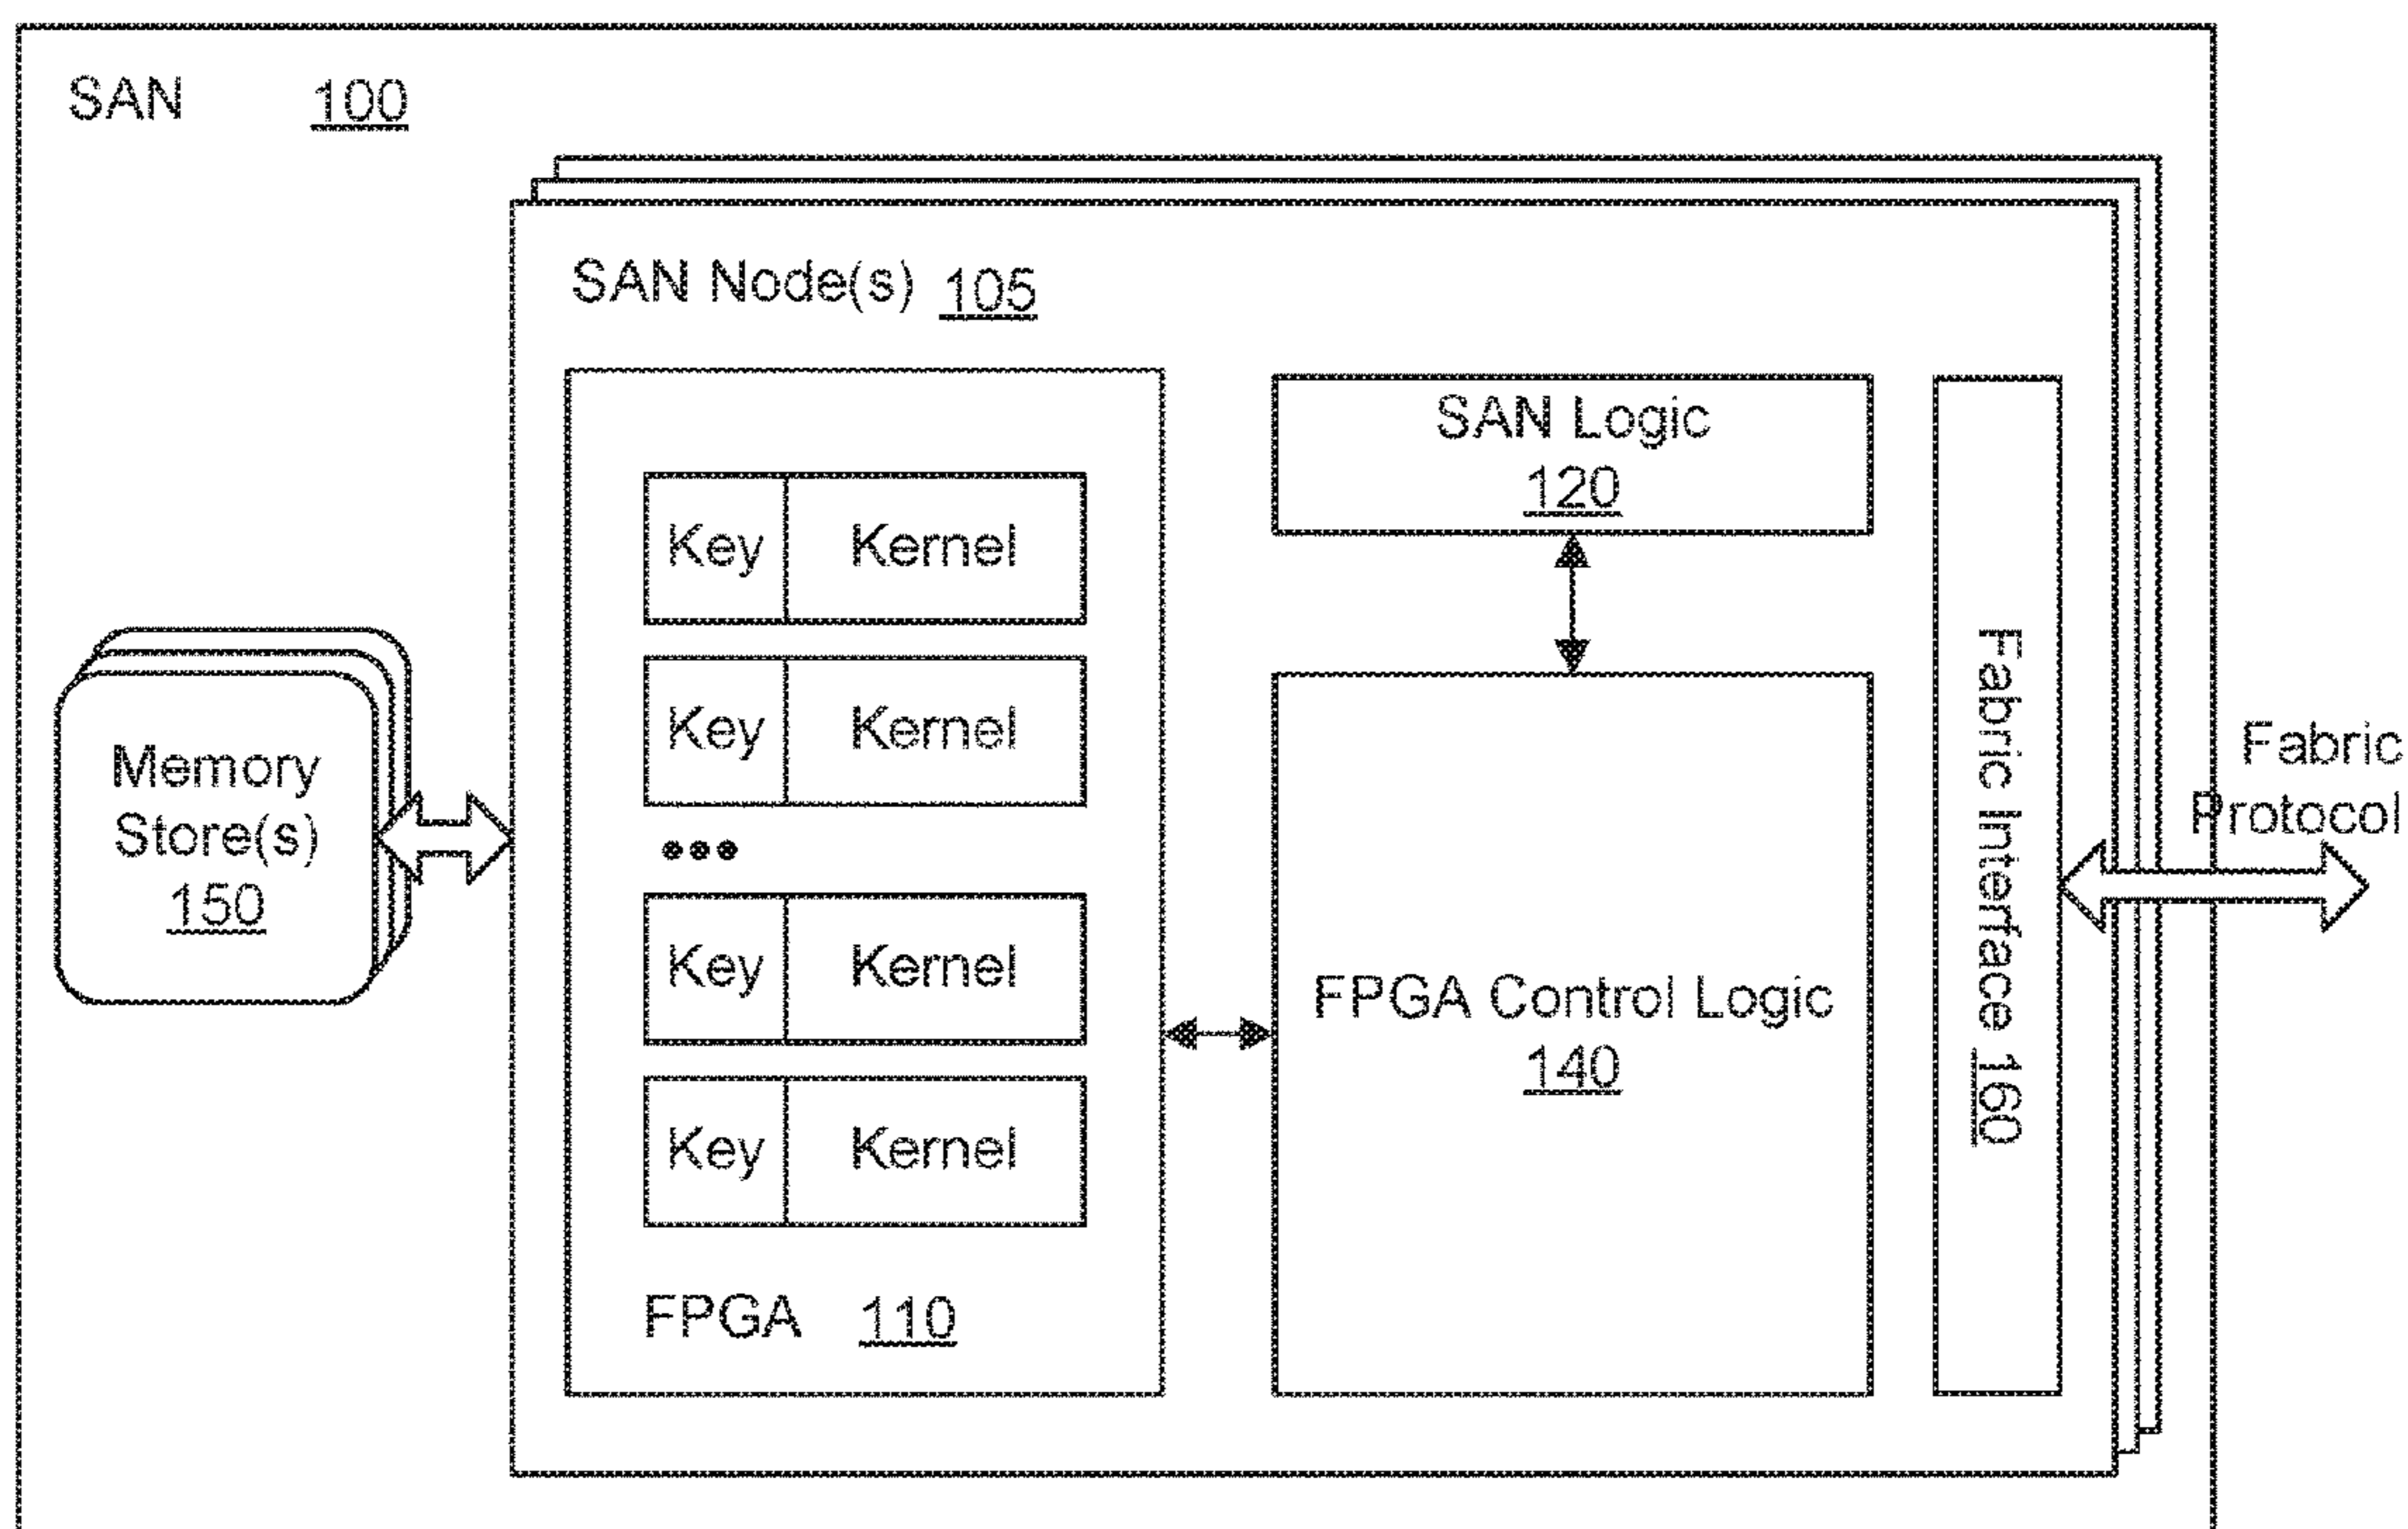 SAN 100
SAN Node(s) 105
Key Kernel
Key Kernel
•••
Key Kernel
Key Kernel
FPGA 110
SAN Logic
120
FPGA Control Logic
140
Fabric Interface 160
Memory
Store(s)
150
Fabric
Protocol